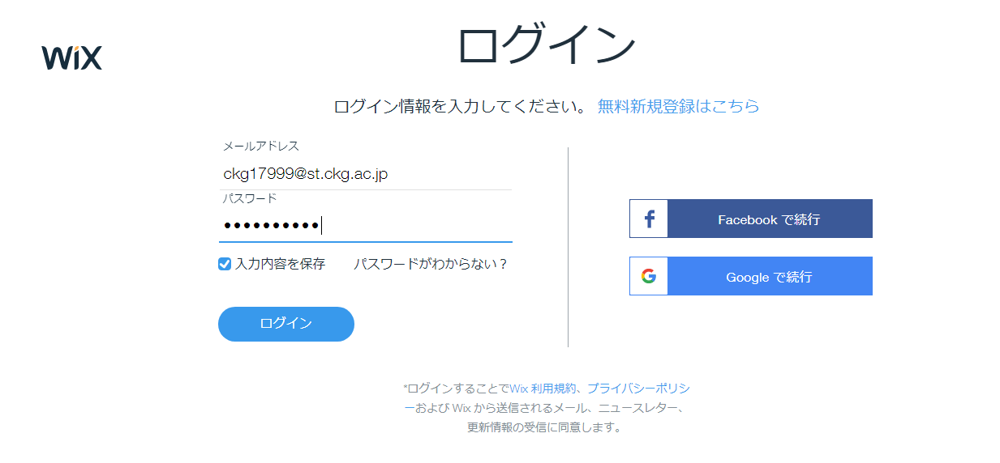 WiX
ログイン
ログイン情報を入力してください。 無料新規登録はこちら
メールアドレス
ckg17999@st.ckg.ac.jp
パスワード
••••••••••
入力内容を保存 パスワードがわからない？
ログイン
Facebook で続行
Google で続行
*ログインすることでWix 利用規約、プライバシーポリシ
ーおよび Wix から送信されるメール、ニュースレター、
更新情報の受信に同意します。